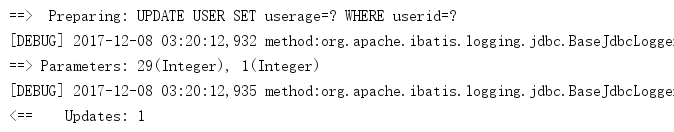 ==>  Preparing: UPDATE USER SET userage=? WHERE userid=?
[DEBUG] 2017-12-08 03:20:12,932 method:org.apache.ibatis.logging.jdbc.BaseJdbcLogge
==> Parameters: 29(Integer), 1(Integer)
[DEBUG] 2017-12-08 03:20:12,935 method:org.apache.ibatis.logging.jdbc.BaseJdbcLogge
<==    Updates: 1